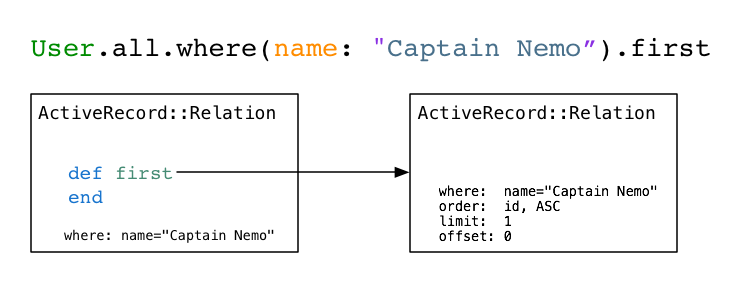 User.all.where(name: "Captain Nemo”).first
ActiveRecord::Relation
def first
end
where: name="Captain Nemo"
ActiveRecord::Relation
where: name="Captain Nemo"
order: id, ASC
limit: 1
offset: 0